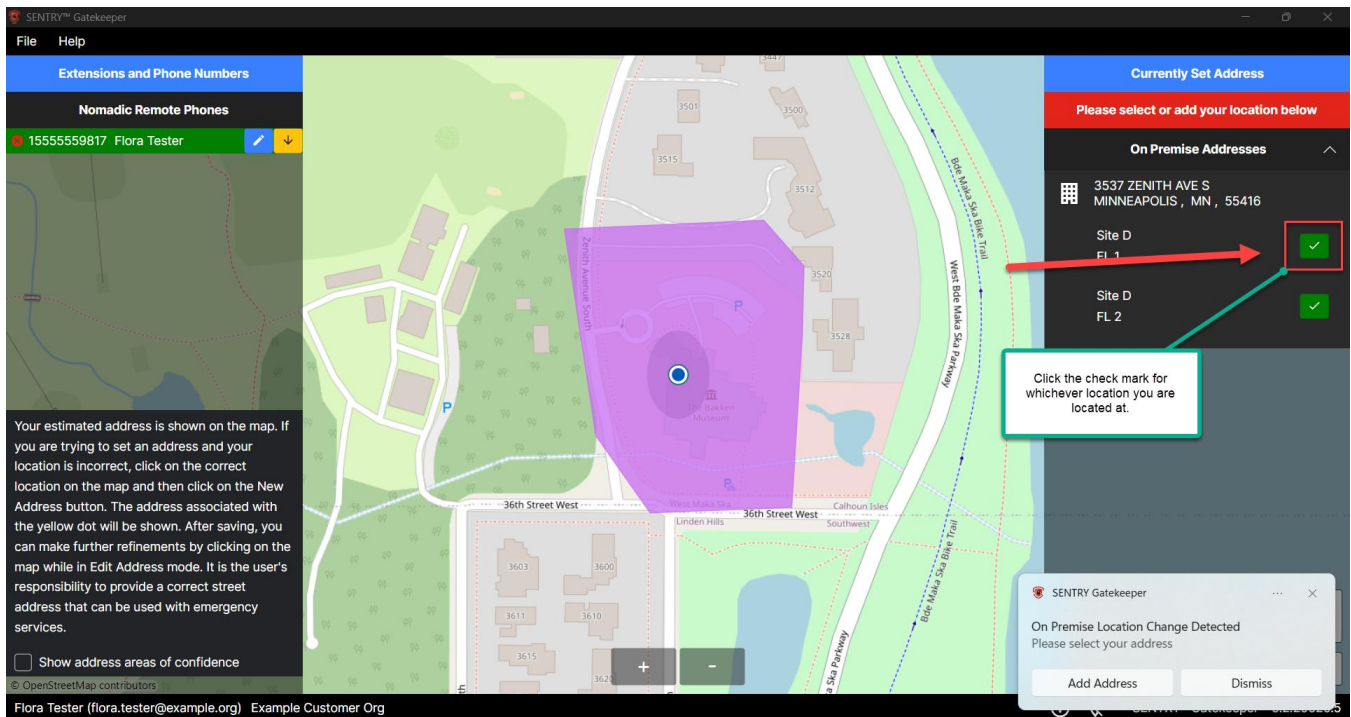 SENTRY™ Gatekeeper
File Help
Extensions and Phone Numbers
Nomadic Remote Phones
15555559817 Flora Tester
Your estimated address is shown on the map. If
you are trying to set an address and your
location is incorrect, click on the correct
location on the map and then click on the New
Address button. The address associated with
the yellow dot will be shown. After saving, you
can make further refinements by clicking on the
map while in Edit Address mode. It is the user's
responsibility to provide a correct street
address that can be used with emergency
services.
Show address areas of confidence
© OpenStreetMap contributors
3447
3501
3500
3515
3512
Bde Maka Ska Bike Trail
Zenith Avenue South
3520
West Bde Maka Ska Parkway
P
3528
The Bakken
Museum
P
36th Street West
West Maka Ska
Linden Hills
36th Street West
Calhoun Isles
Southwest
3603
3600
3611
3610
3615
3620
+
-
Currently Set Address
Please select or add your location below
On Premise Addresses
3537 ZENITH AVE S
MINNEAPOLIS , MN , 55416
Site D
FL 1
Site D
FL 2
Click the check mark for
whichever location you are
located at.
SENTRY Gatekeeper
On Premise Location Change Detected
Please select your address
Add Address Dismiss
Flora Tester (flora.tester@example.org) Example Customer Org